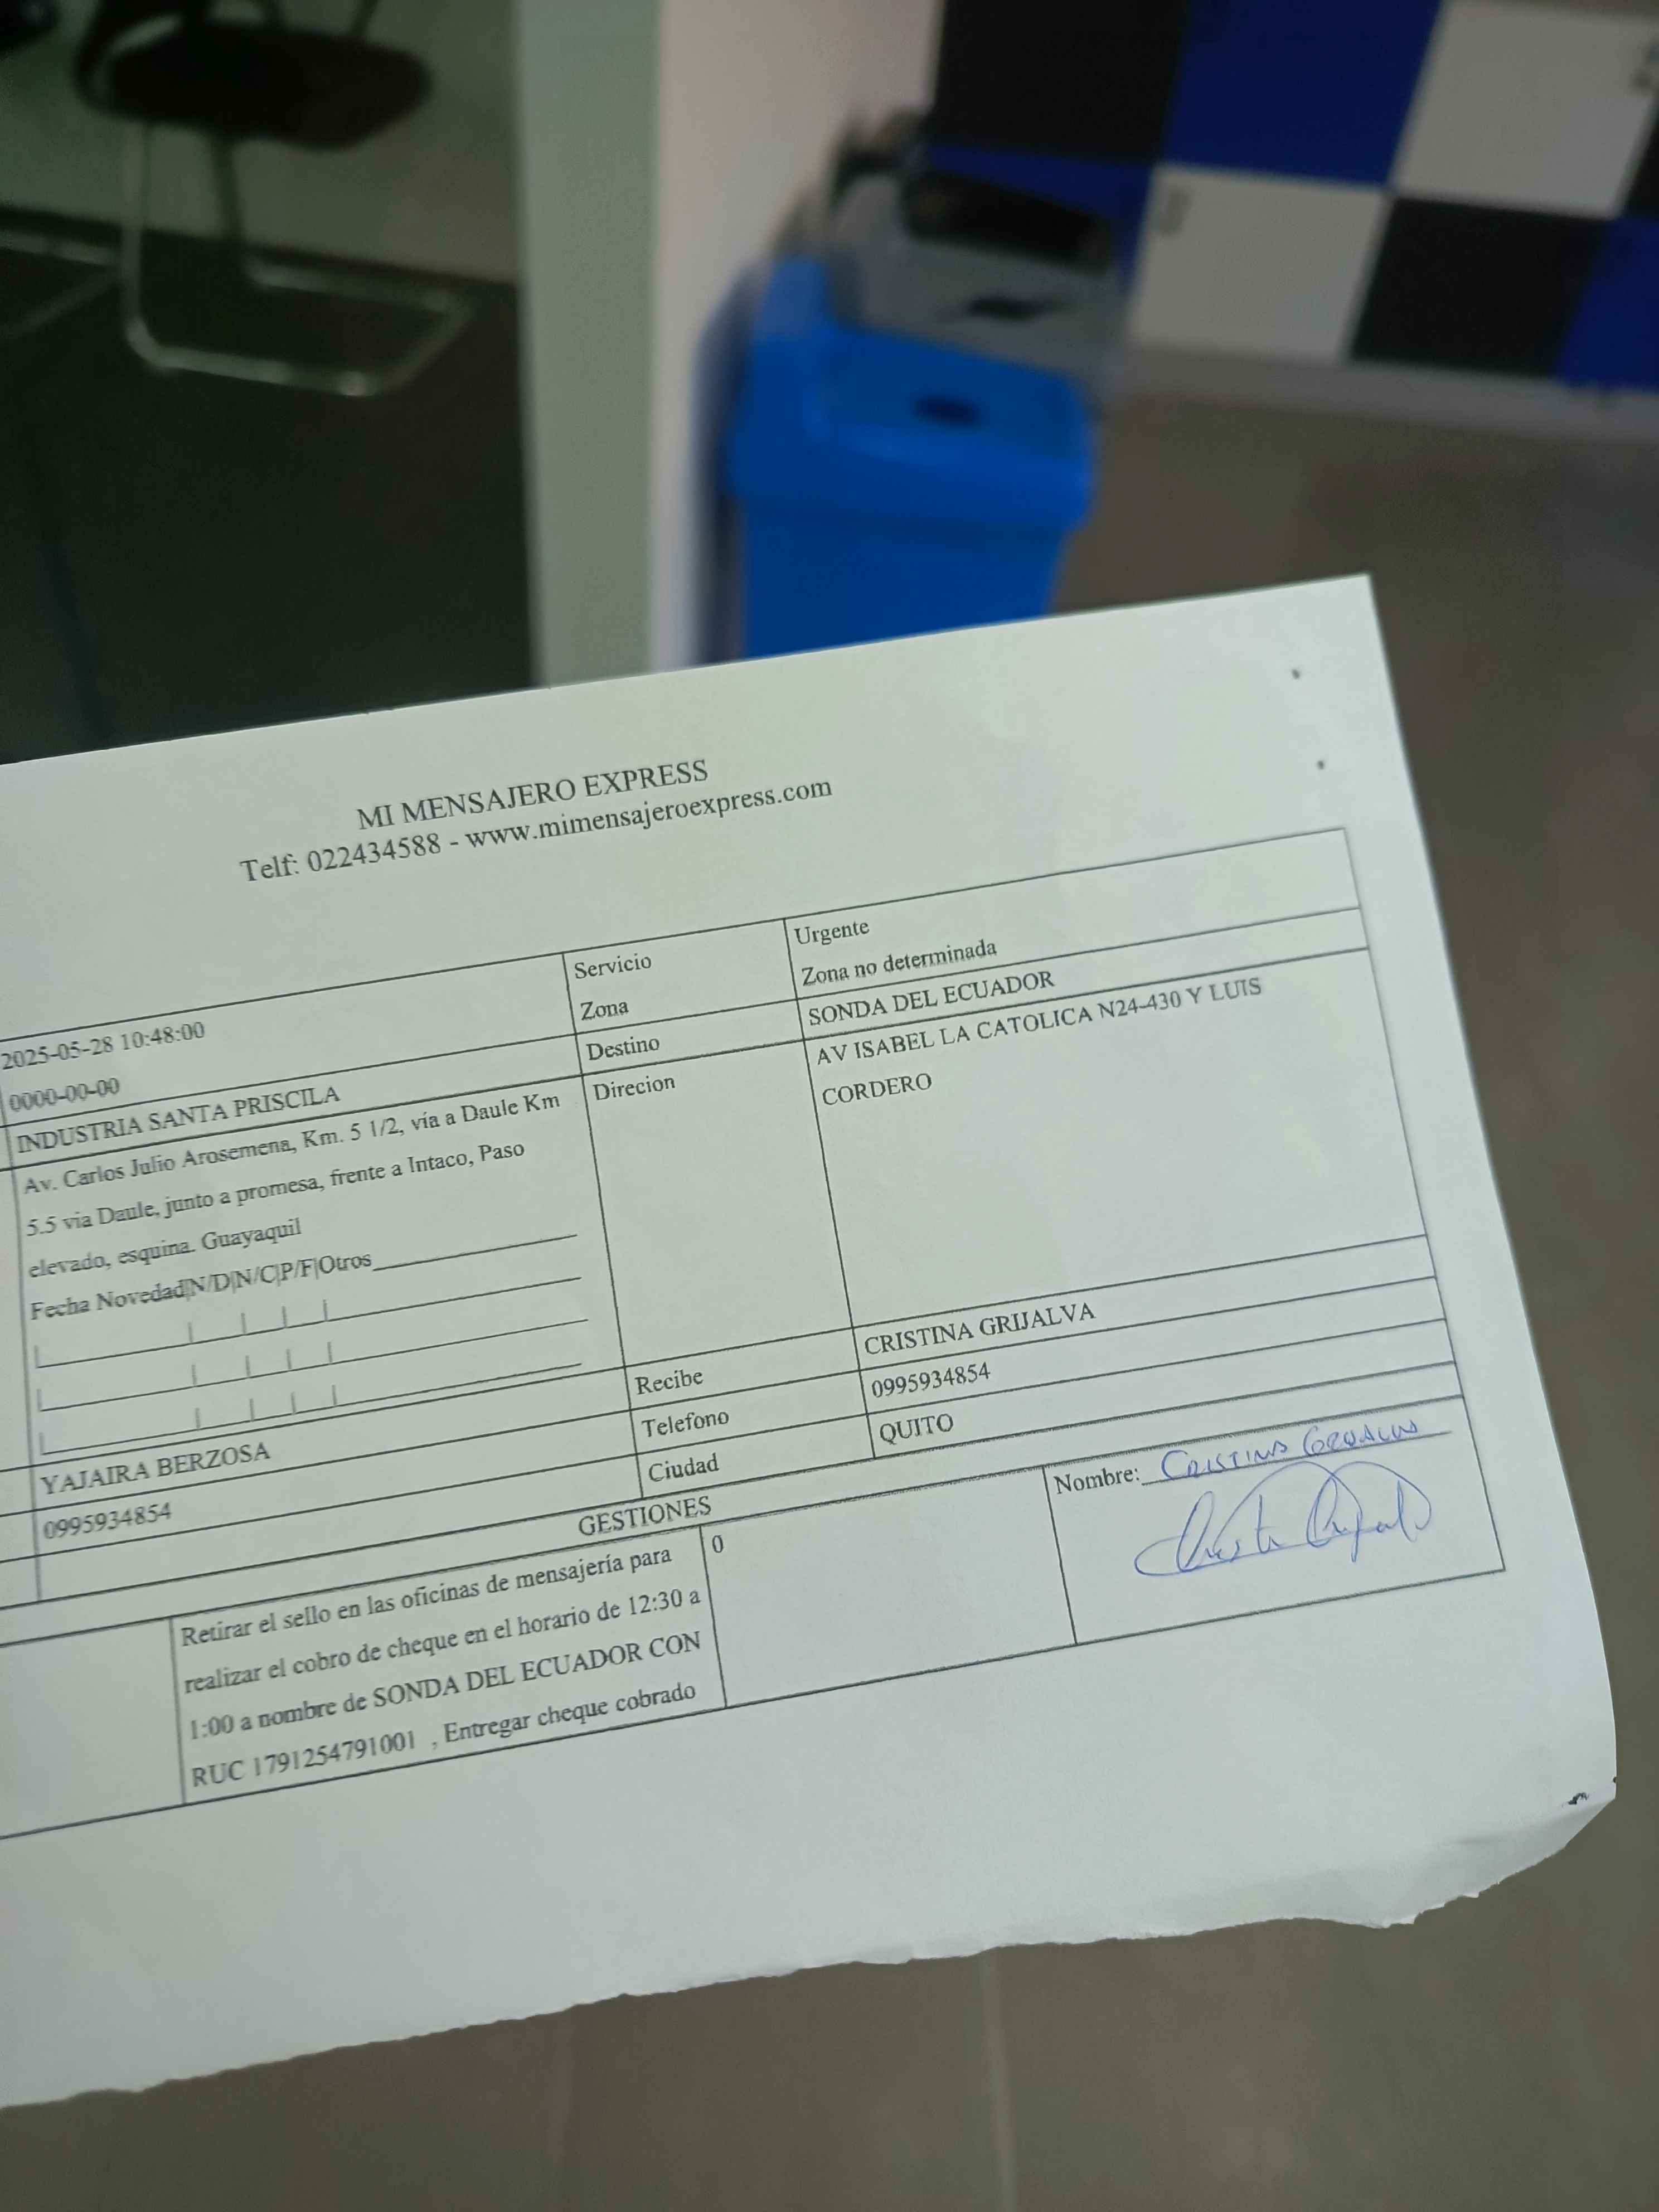 MI MENSAJERO EXPRESS
Telf: 022434588 - www.mimensajeroexpress.com
2025-05-28 10:48:00
Servicio
Urgente
0000-00-00
Zona
Zona no determinada
INDUSTRIA SANTA PRISCILA
Destino
SONDA DEL ECUADOR
Av. Carlos Julio Arosemena, Km. 5 1/2, vía a Daule Km
5.5 via Daule, junto a promesa, frente a Intaco, Paso
elevado, esquina. Guayaquil
Fecha Novedad|N/D|N/C|P/F|Otros
Direcion
AV ISABEL LA CATOLICA N24-430 Y LUIS
CORDERO
YAJAIRA BERZOSA
Recibe
CRISTINA GRIJALVA
0995934854
Telefono
0995934854
Ciudad
QUITO
GESTIONES
Retirar el sello en las oficinas de mensajería para
realizar el cobro de cheque en el horario de 12:30 a
1:00 a nombre de SONDA DEL ECUADOR CON
RUC 1791254791001 , Entregar cheque cobrado
0
Nombre: CRISTINA GRIJALVA